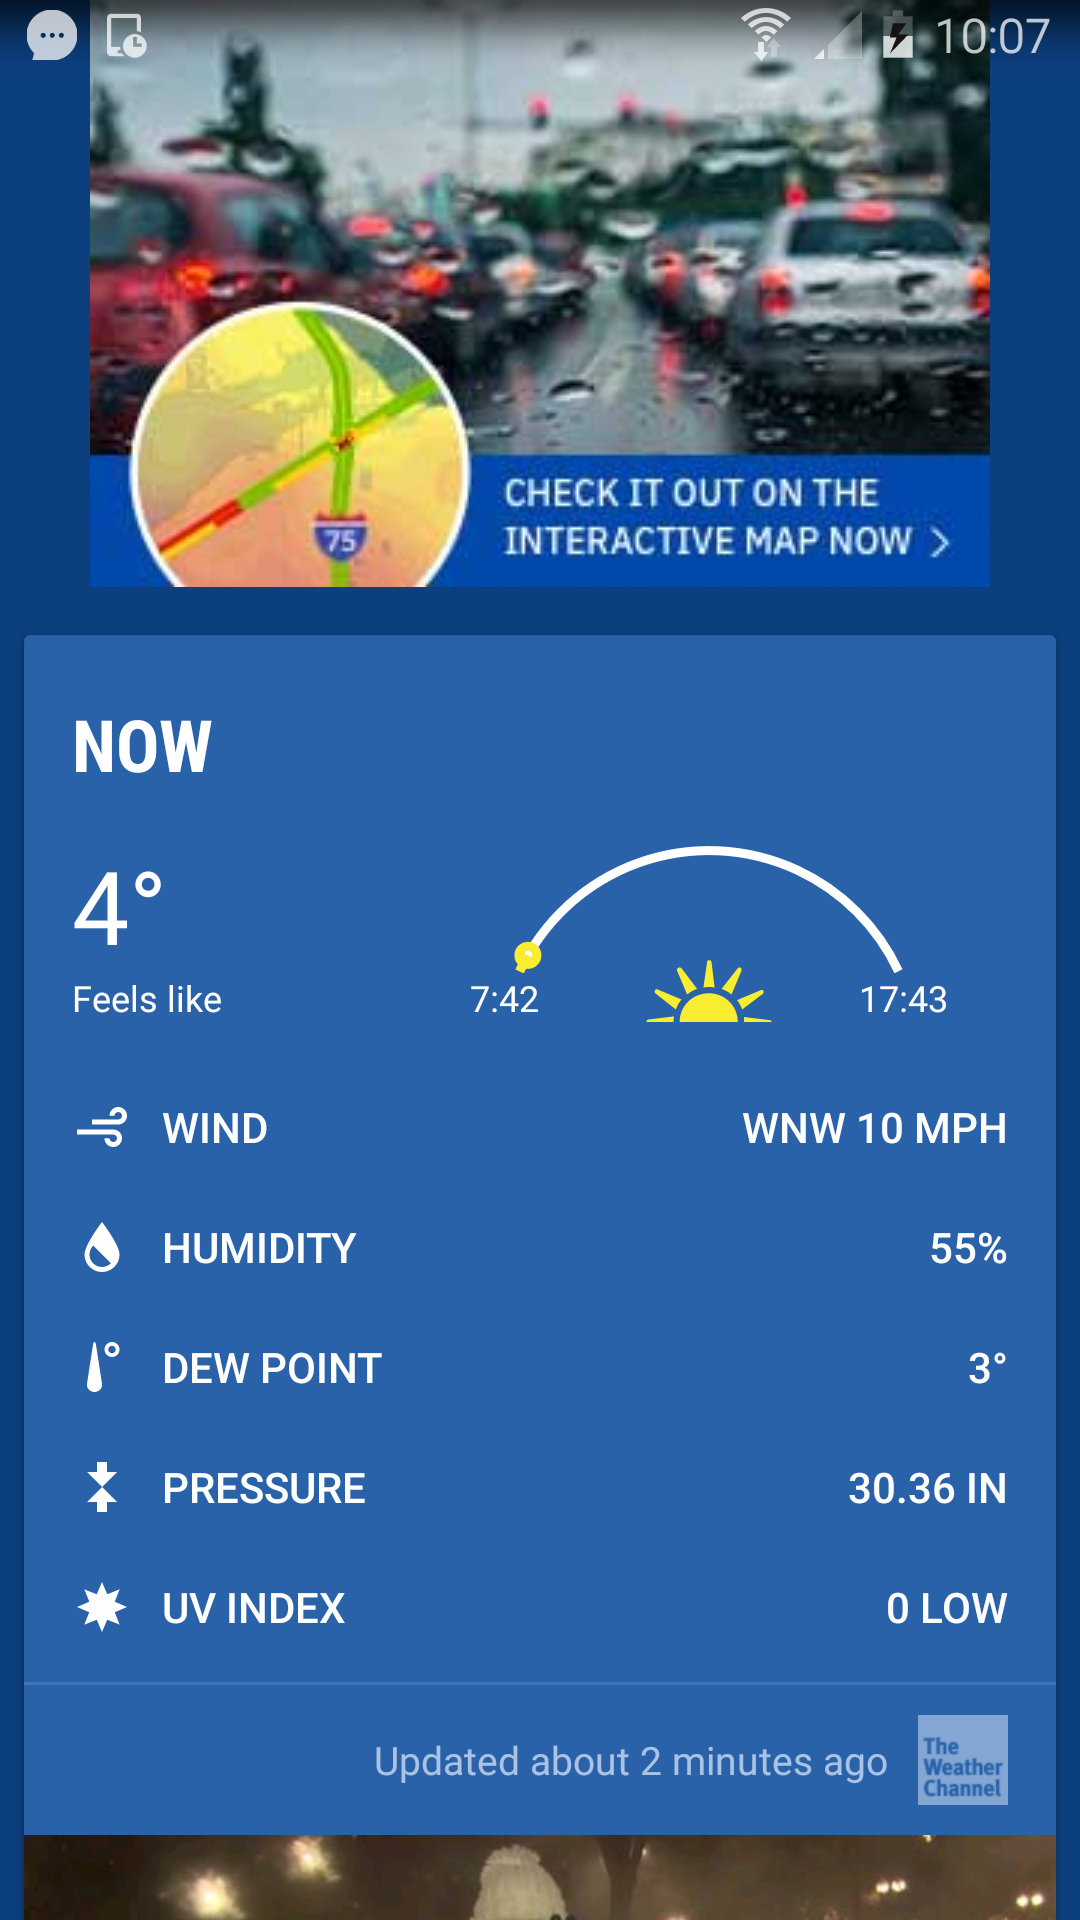 10:07
75
CHECK IT OUT ON THE
INTERACTIVE MAP NOW >
NOW
4°
Feels like
7:42
17:43
WIND
WNW 10 MPH
HUMIDITY
55%
DEW POINT
3°
PRESSURE
30.36 IN
UV INDEX
0 LOW
Updated about 2 minutes ago
The
Weather
Channel